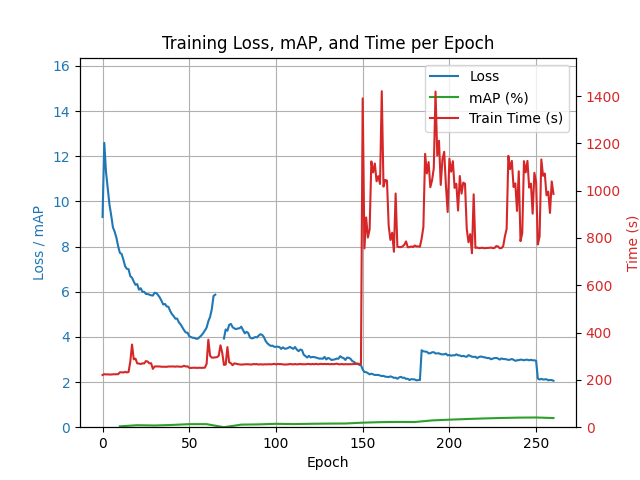 Training Loss, mAP, and Time per Epoch
Loss
mAP (%)
Train Time (s)
Loss / mAP
16
14
12
10
8
6
4
2
0
Time (s)
1400
1200
1000
800
600
400
200
0
0 50 100 150 200 250
Epoch